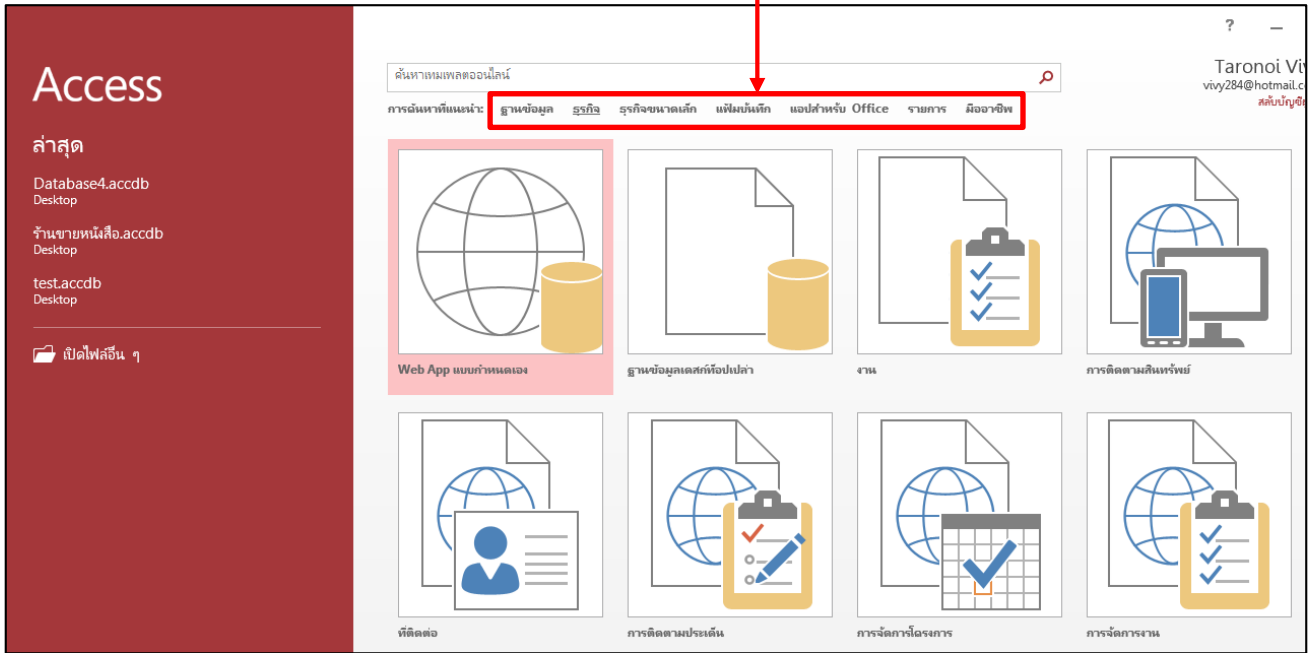 ? —
Access
ค้นหาเทมเพลตออนไลน์
Taronoi Vi
vivy284@hotmail.c
สลับบัญชี
การค้นหาที่แนะนำ: ฐานข้อมูล ธุรกิจ ธุรกิจขนาดเล็ก แฟ้มบันทึก แอปสำหรับ Office รายการ มืออาชีพ
ล่าสุด
Database4.accdb
Desktop
ร้านขายหนังสือ.accdb
Desktop
test.accdb
Desktop
เปิดไฟล์อื่น ๆ
Web App แบบกำหนดเอง
ฐานข้อมูลเดสก์ท็อปเปล่า
งาน
การติดตามสินทรัพย์
ที่ติดต่อ
การติดตามประเด็น
การจัดการโครงการ
การจัดการงาน